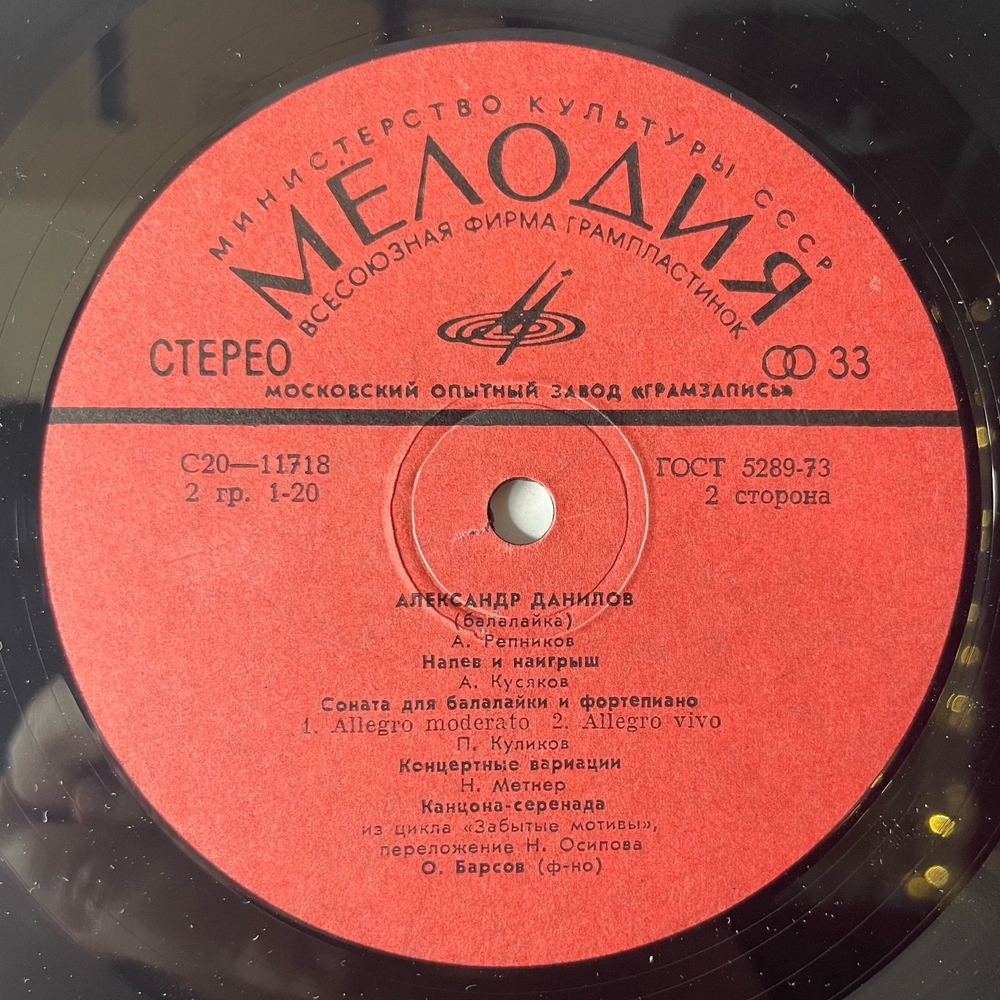 МИНИСТЕРСТВО КУЛЬТУРЫ СССР
МЕЛОДИЯ
ВСЕСОЮЗНАЯ ФИРМА ГРАМПЛАСТИНОК
СТЕРЕО
33
МОСКОВСКИЙ ОПЫТНЫЙ ЗАВОД «ГРАМЗАПИСЬ»
С20—11718
ГОСТ 5289-73
2 гр. 1-20
2 сторона
АЛЕКСАНДР ДАНИЛОВ
(балалайка)
А. Репников
Напев и наигрыш
А. Кусяков
Соната для балалайки и фортепиано
1. Allegro moderato 2. Allegro vivo
П. Куликов
Концертные вариации
Н. Метнер
Канцона-серенада
из цикла «Забытые мотивы»,
переложение Н. Осипова
О. Барсов (ф-но)